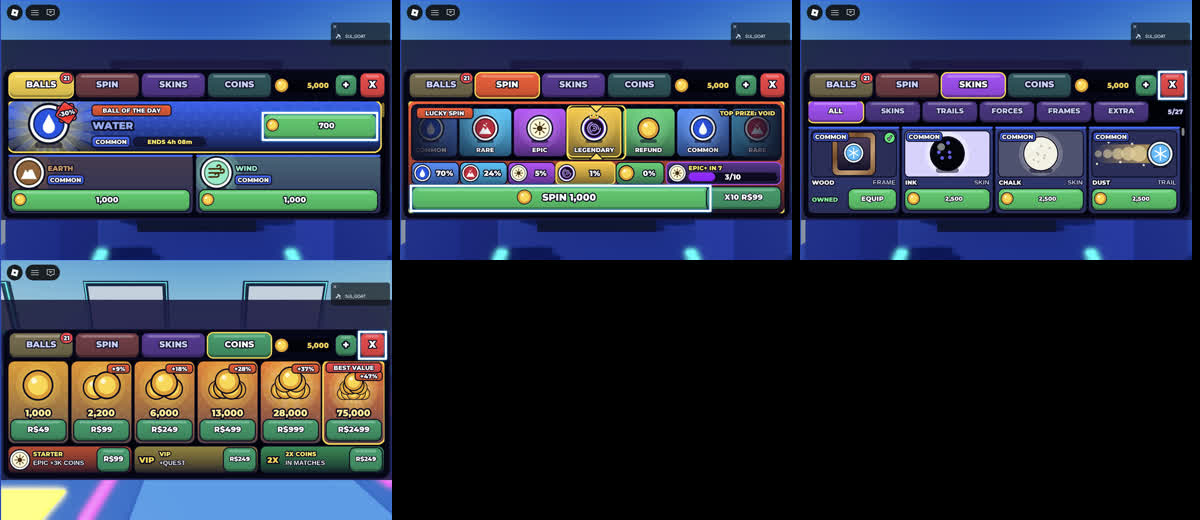 SUL_GOAT
BALLS 21 SPIN SKINS COINS 5,000 + X
BALL OF THE DAY
-30%
WATER
COMMON ENDS 4h 08m
700
EARTH
COMMON
1,000
WIND
COMMON
1,000
SUL_GOAT
BALLS 21 SPIN SKINS COINS 5,000 + X
LUCKY SPIN TOP PRIZE: VOID
COMMON RARE EPIC LEGENDARY REFUND COMMON RARE
70% 24% 5% 1% 0% EPIC+ IN 7
3/10
SPIN 1,000 X10 R$99
SUL_GOAT
BALLS 21 SPIN SKINS COINS 5,000 + X
ALL SKINS TRAILS FORCES FRAMES EXTRA 5/27
COMMON COMMON COMMON COMMON
WOOD FRAME INK SKIN CHALK SKIN DUST TRAIL
OWNED EQUIP 2,500 2,500 2,500
SUL_GOAT
BALLS 21 SPIN SKINS COINS 5,000 + X
+9% +18% +28% +37% BEST VALUE
+47%
1,000 2,200 6,000 13,000 28,000 75,000
R$49 R$99 R$249 R$499 R$999 R$2499
STARTER
EPIC +3K COINS
R$99
VIP
VIP
+QUEST
R$249
2X
2X COINS
IN MATCHES
R$249